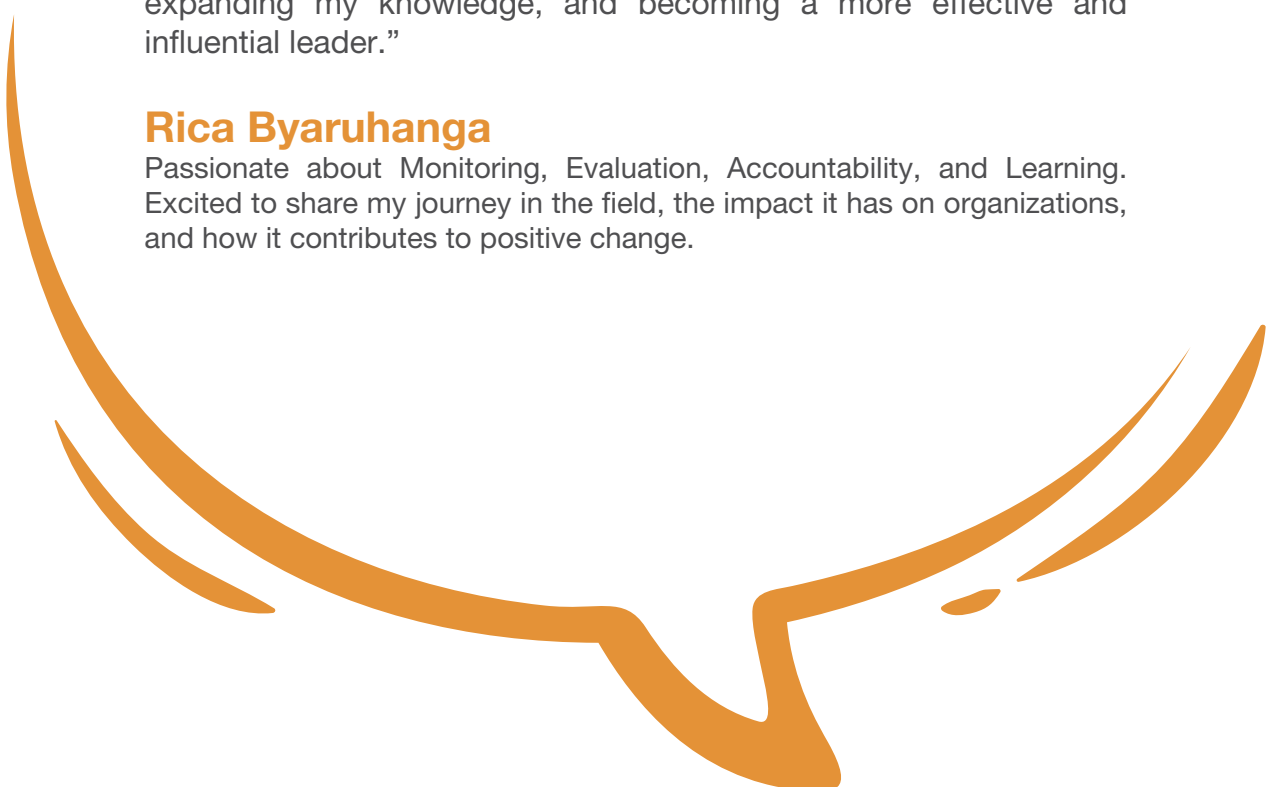 expanding my knowledge, and becoming a more effective and
influential leader.”
Rica Byaruhanga
Passionate about Monitoring, Evaluation, Accountability, and Learning.
Excited to share my journey in the field, the impact it has on organizations,
and how it contributes to positive change.